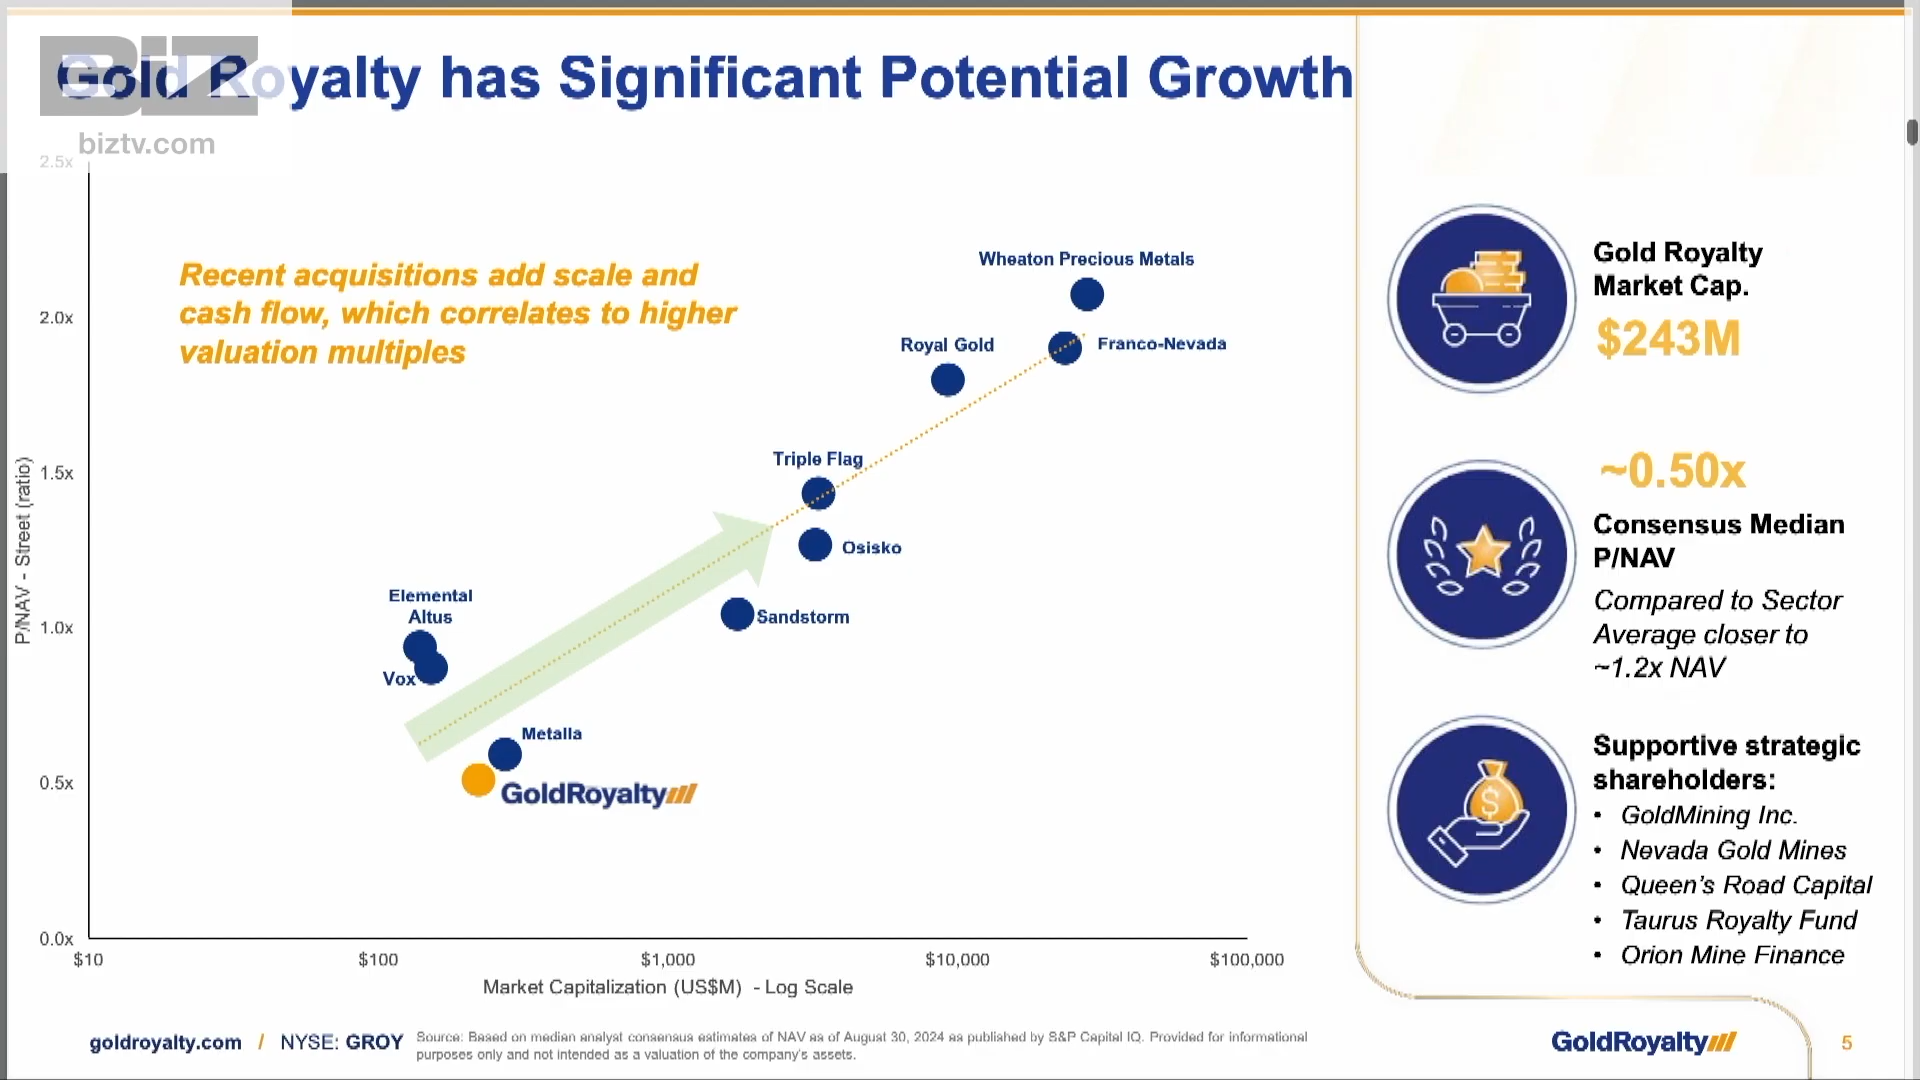 BiZ
biztv.com
Gold Royalty has Significant Potential Growth
2.5x
2.0x
1.5x
1.0x
0.5x
0.0x
P/NAV - Street (ratio)
Recent acquisitions add scale and
cash flow, which correlates to higher
valuation multiples
Wheaton Precious Metals
Royal Gold
Franco-Nevada
Triple Flag
Osisko
Elemental
Altus
Sandstorm
Vox
Metalla
GoldRoyalty
$10
$100
$1,000
$10,000
$100,000
Market Capitalization (US$M) - Log Scale
Gold Royalty
Market Cap.
$243M
~0.50x
Consensus Median
P/NAV
Compared to Sector
Average closer to
~1.2x NAV
Supportive strategic
shareholders:
• GoldMining Inc.
• Nevada Gold Mines
• Queen's Road Capital
• Taurus Royalty Fund
• Orion Mine Finance
goldroyalty.com / NYSE: GROY
Source: Based on median analyst consensus estimates of NAV as of August 30, 2024 as published by S&P Capital IQ. Provided for informational
purposes only and not intended as a valuation of the company's assets.
GoldRoyalty
5